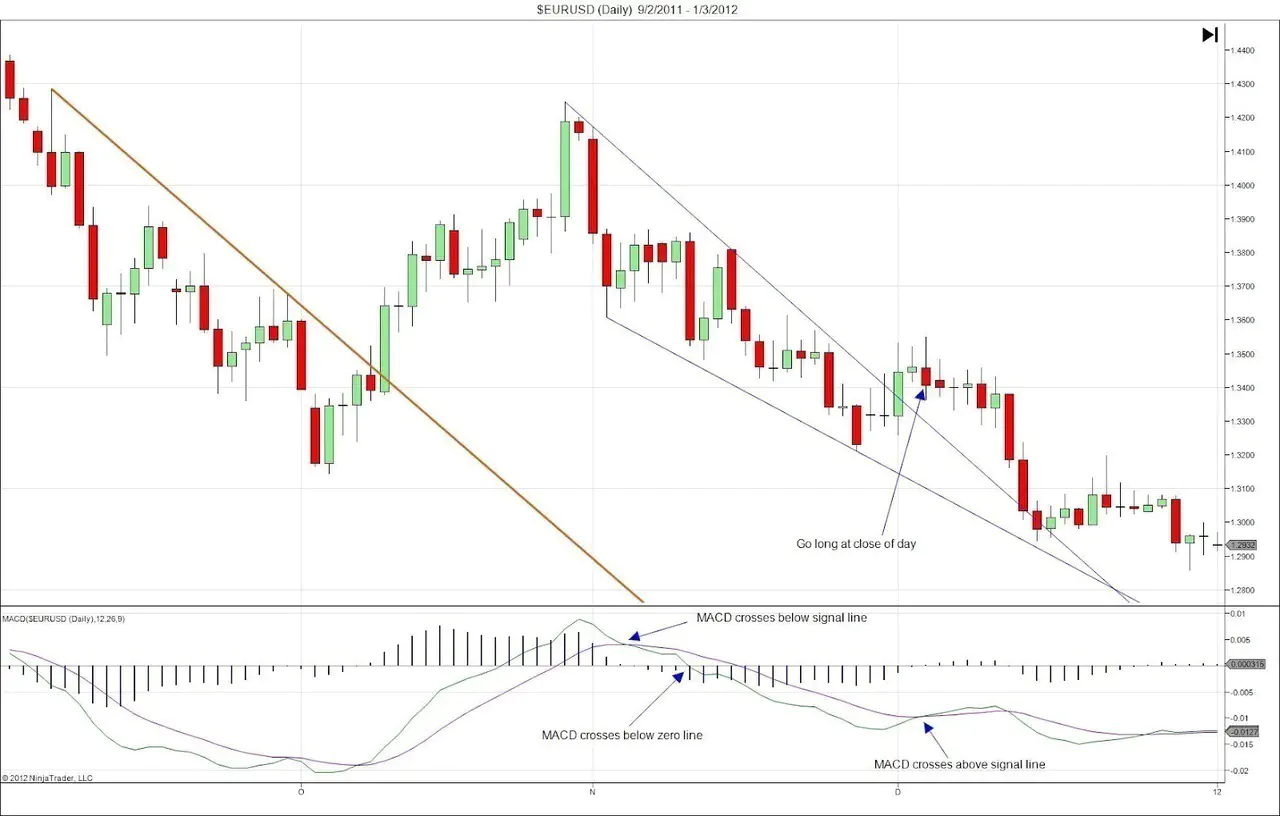 $EURUSD (Daily) 9/2/2011 - 1/3/2012
1.4400
1.4300
1.4200
1.4100
1.4000
1.3900
1.3800
1.3700
1.3600
1.3500
1.3400
1.3300
1.3200
1.3100
1.3000
1.2932
1.2900
1.2800
Go long at close of day
MACD($EURUSD (Daily),12,26,9)
MACD crosses below signal line
MACD crosses below zero line
MACD crosses above signal line
0.01
0.005
0.000315
-0.005
-0.01
-0.0127
-0.015
-0.02
© 2012 NinjaTrader, LLC
O
N
D
12